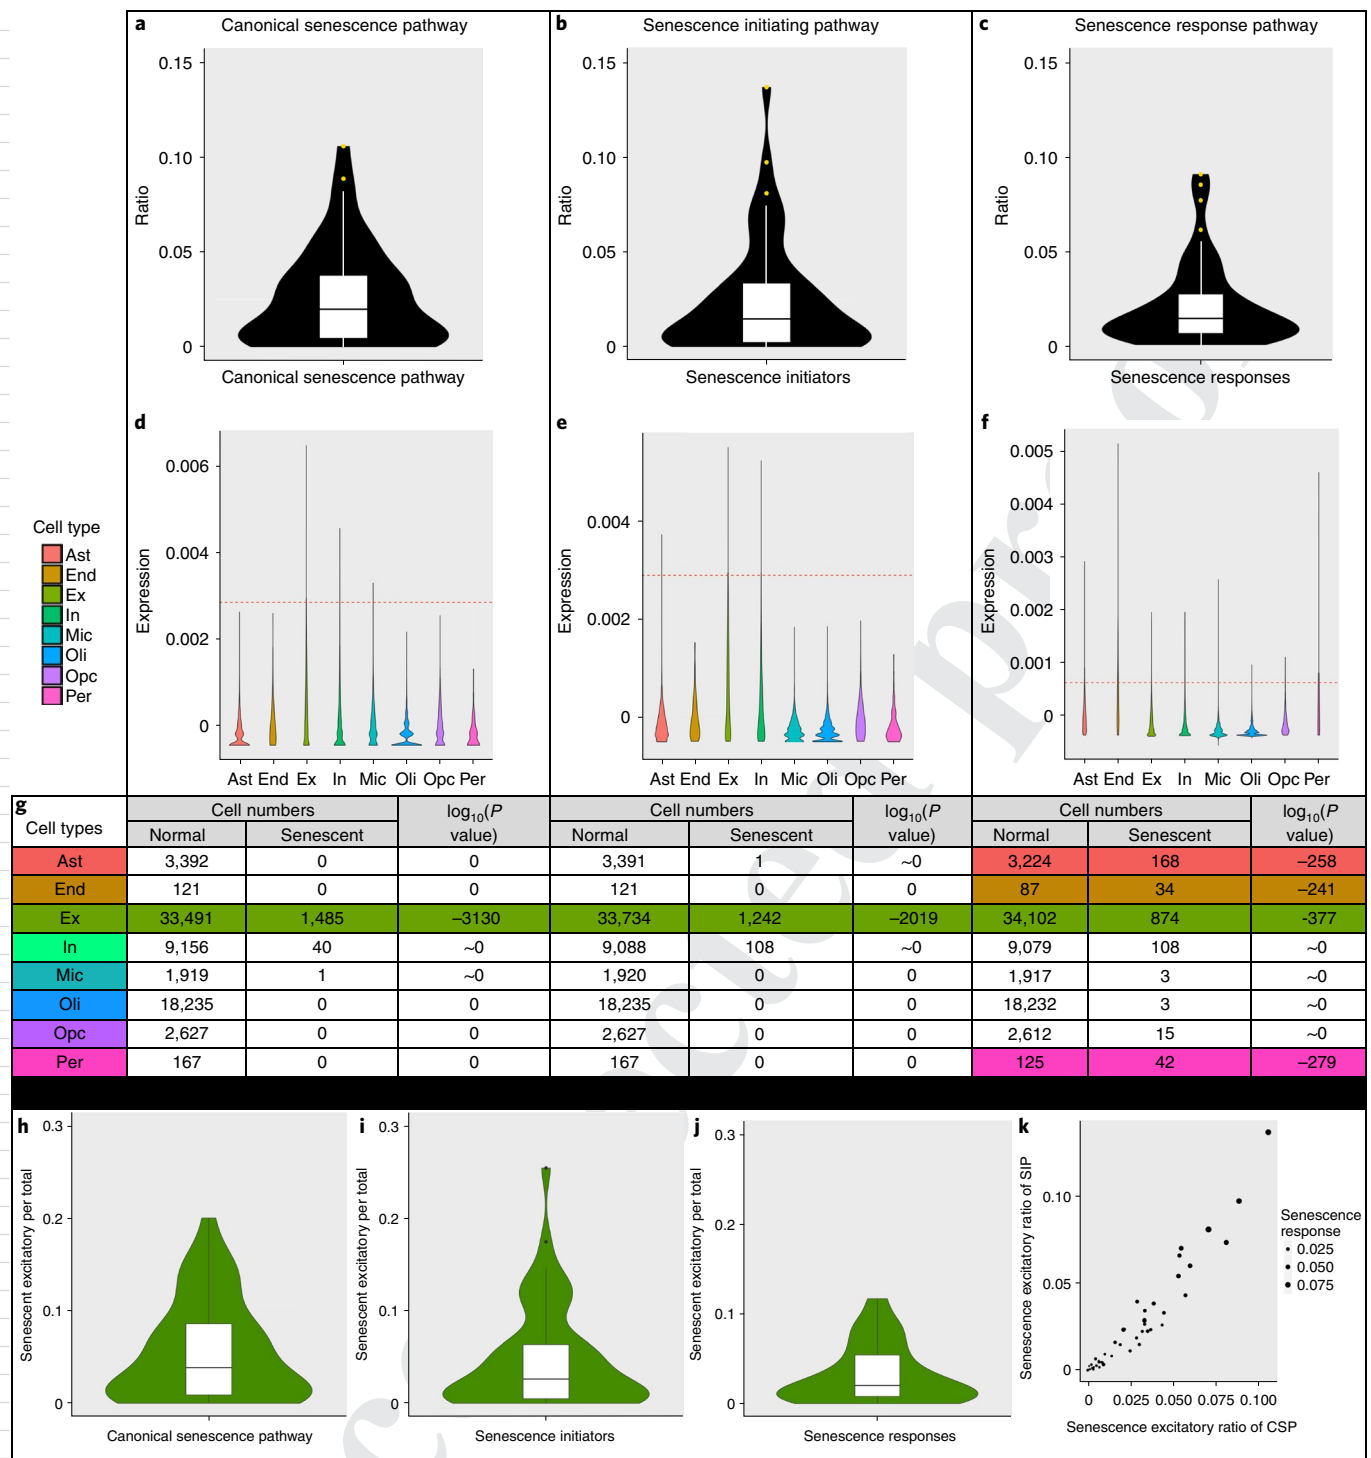 a Canonical senescence pathway
0.15
0.10
0.05
0
Ratio
Canonical senescence pathway
b Senescence initiating pathway
0.15
0.10
0.05
0
Ratio
Senescence initiators
c Senescence response pathway
0.15
0.10
0.05
0
Ratio
Senescence responses
Cell type
Ast
End
Ex
In
Mic
Oli
Opc
Per
d
0.006
0.004
0.002
0
Expression
Ast End Ex In Mic Oli Opc Per
e
0.004
0.002
0
Expression
Ast End Ex In Mic Oli Opc Per
f
0.005
0.004
0.003
0.002
0.001
0
Expression
Ast End Ex In Mic Oli Opc Per
g
Cell types Cell numbers log10(P value) Cell numbers log10(P value) Cell numbers log10(P value)
Normal Senescent Normal Senescent Normal Senescent
Ast 3,392 0 0 3,391 1 ~0 3,224 168 –258
End 121 0 0 121 0 0 87 34 –241
Ex 33,491 1,485 –3130 33,734 1,242 –2019 34,102 874 -377
In 9,156 40 ~0 9,088 108 ~0 9,079 108 ~0
Mic 1,919 1 ~0 1,920 0 0 1,917 3 ~0
Oli 18,235 0 0 18,235 0 0 18,232 3 ~0
Opc 2,627 0 0 2,627 0 0 2,612 15 ~0
Per 167 0 0 167 0 0 125 42 –279
h
0.3
0.2
0.1
0
Senescent excitatory per total
Canonical senescence pathway
i
0.3
0.2
0.1
0
Senescent excitatory per total
Senescence initiators
j
0.3
0.2
0.1
0
Senescent excitatory per total
Senescence responses
k
0.10
0.05
0
Senescence excitatory ratio of SIP
0 0.025 0.050 0.075 0.100
Senescence excitatory ratio of CSP
Senescence
response
0.025
0.050
0.075